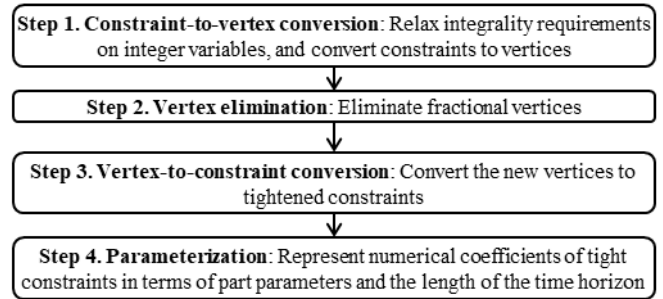 Step 1. Constraint-to-vertex conversion: Relax integrality requirements
on integer variables, and convert constraints to vertices
Step 2. Vertex elimination: Eliminate fractional vertices
Step 3. Vertex-to-constraint conversion: Convert the new vertices to
tightened constraints
Step 4. Parameterization: Represent numerical coefficients of tight
constraints in terms of part parameters and the length of the time horizon